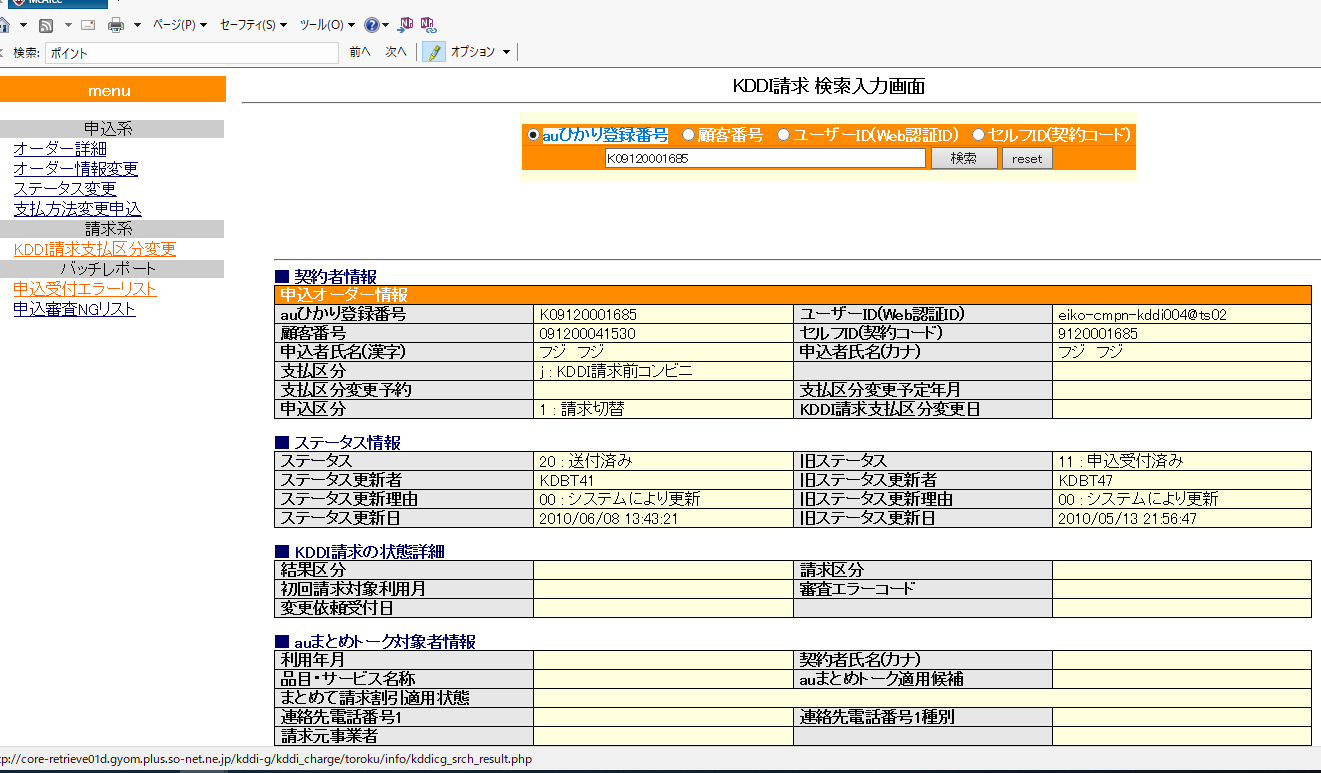 McAfee
ページ(P) セーフティ(S) ツール(O)
検索: ポイント 前へ 次へ オプション
menu
申込系
オーダー詳細
オーダー情報変更
ステータス変更
支払方法変更申込
請求系
KDDI請求支払区分変更
バッチレポート
申込受付エラーリスト
申込審査NGリスト
KDDI請求 検索入力画面
auひかり登録番号 顧客番号 ユーザーID(Web認証ID) セルフID(契約コード)
K09120001685 検索 reset
■ 契約者情報
申込オーダー情報
auひかり登録番号 K09120001685 ユーザーID(Web認証ID) eiko-cmpn-kddi004@ts02
顧客番号 091200041530 セルフID(契約コード) 9120001685
申込者氏名(漢字) フジ フジ 申込者氏名(カナ) フジ フジ
支払区分 j : KDDI請求前コンビニ
支払区分変更予約 支払区分変更予定年月
申込区分 1 : 請求切替 KDDI請求支払区分変更日
■ ステータス情報
ステータス 20 : 送付済み 旧ステータス 11 : 申込受付済み
ステータス更新者 KDBT41 旧ステータス更新者 KDBT47
ステータス更新理由 00 : システムにより更新 旧ステータス更新理由 00 : システムにより更新
ステータス更新日 2010/06/08 13:43:21 旧ステータス更新日 2010/05/13 21:56:47
■ KDDI請求の状態詳細
結果区分 請求区分
初回請求対象利用月 審査エラーコード
変更依頼受付日
■ auまとめトーク対象者情報
利用年月 契約者氏名(カナ)
品目・サービス名称 auまとめトーク適用候補
まとめて請求割引適用状態
連絡先電話番号1 連絡先電話番号1種別
請求元事業者
tp://core-retrieve01d.gyom.plus.so-net.ne.jp/kddi-g/kddi_charge/toroku/info/kddicg_srch_result.php